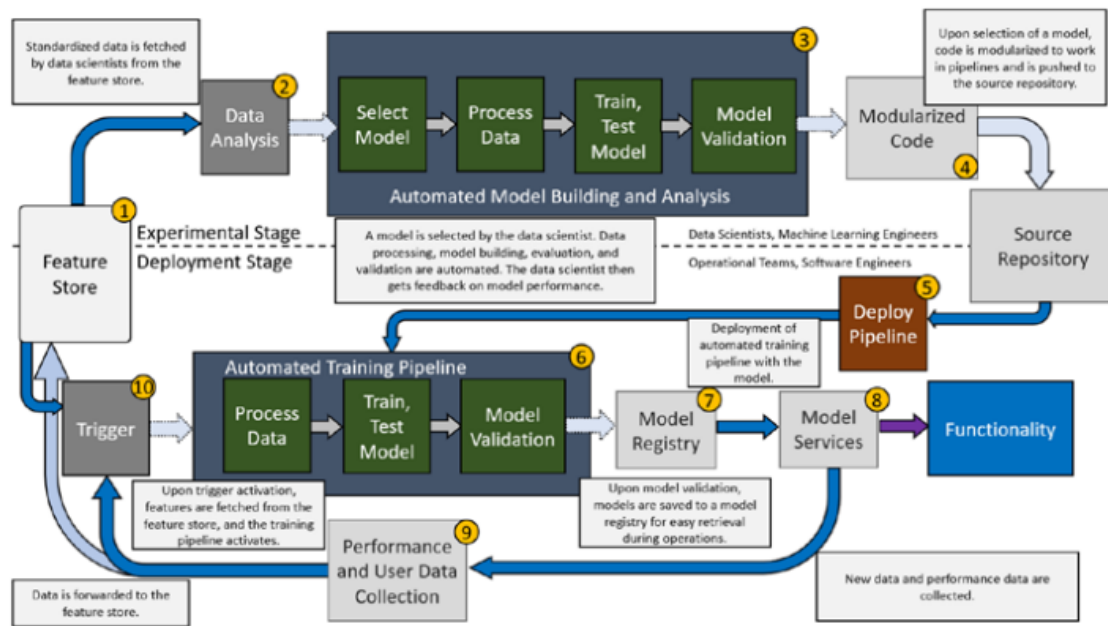 Standardized data is fetched
by data scientists from the
feature store.
2
Data
Analysis
3
Select
Model
Process
Data
Train,
Test
Model
Model
Validation
Automated Model Building and Analysis
Upon selection of a model,
code is modularized to work
in pipelines and is pushed to
the source repository.
Modularized
Code
4
1
Feature
Store
Experimental Stage
Deployment Stage
A model is selected by the data scientist. Data
processing, model building, evaluation, and
validation are automated. The data scientist then
gets feedback on model performance.
Data Scientists, Machine Learning Engineers
Operational Teams, Software Engineers
Source
Repository
5
Deploy
Pipeline
Deployment of
automated training
pipeline with the
model.
6
Automated Training Pipeline
Process
Data
Train,
Test
Model
Model
Validation
10
Trigger
7
Model
Registry
8
Model
Services
Functionality
Upon trigger activation,
features are fetched from the
feature store, and the training
pipeline activates.
Upon model validation,
models are saved to a model
registry for easy retrieval
during operations.
9
Performance
and User Data
Collection
Data is forwarded to the
feature store.
New data and performance data are
collected.